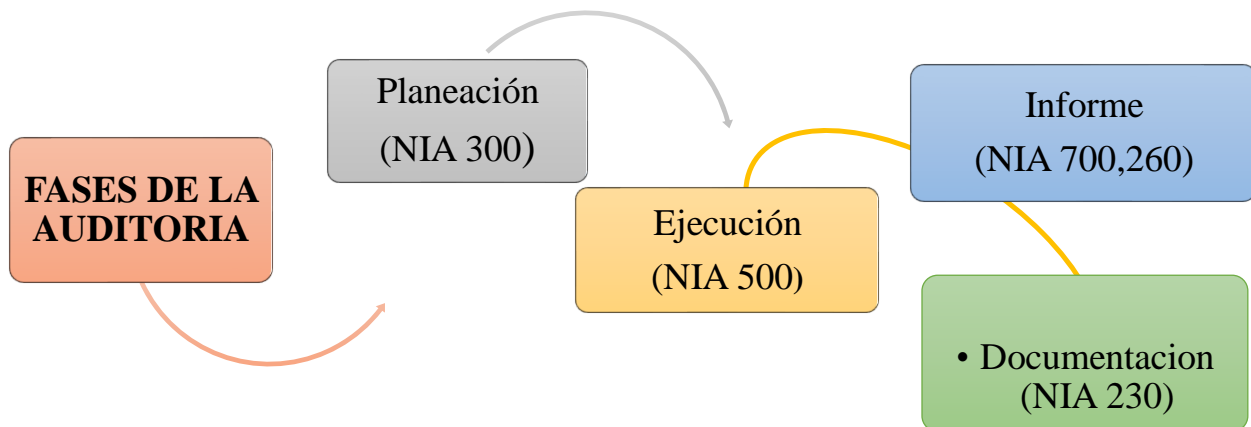 FASES DE LA
AUDITORIA
Planeación
(NIA 300)
Ejecución
(NIA 500)
Informe
(NIA 700,260)
• Documentacion
(NIA 230)